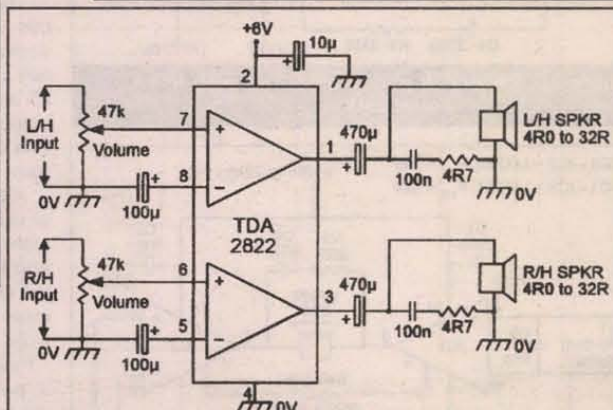 +6V
10μ
+
2
47k
L/H
Input
Volume
7
+
8
−
0V
+
100μ
1
470μ
+
100n
4R7
L/H SPKR
4R0 to 32R
0V
TDA
2822
47k
R/H
Input
Volume
6
+
5
−
0V
+
100μ
3
470μ
+
100n
4R7
R/H SPKR
4R0 to 32R
0V
4
0V